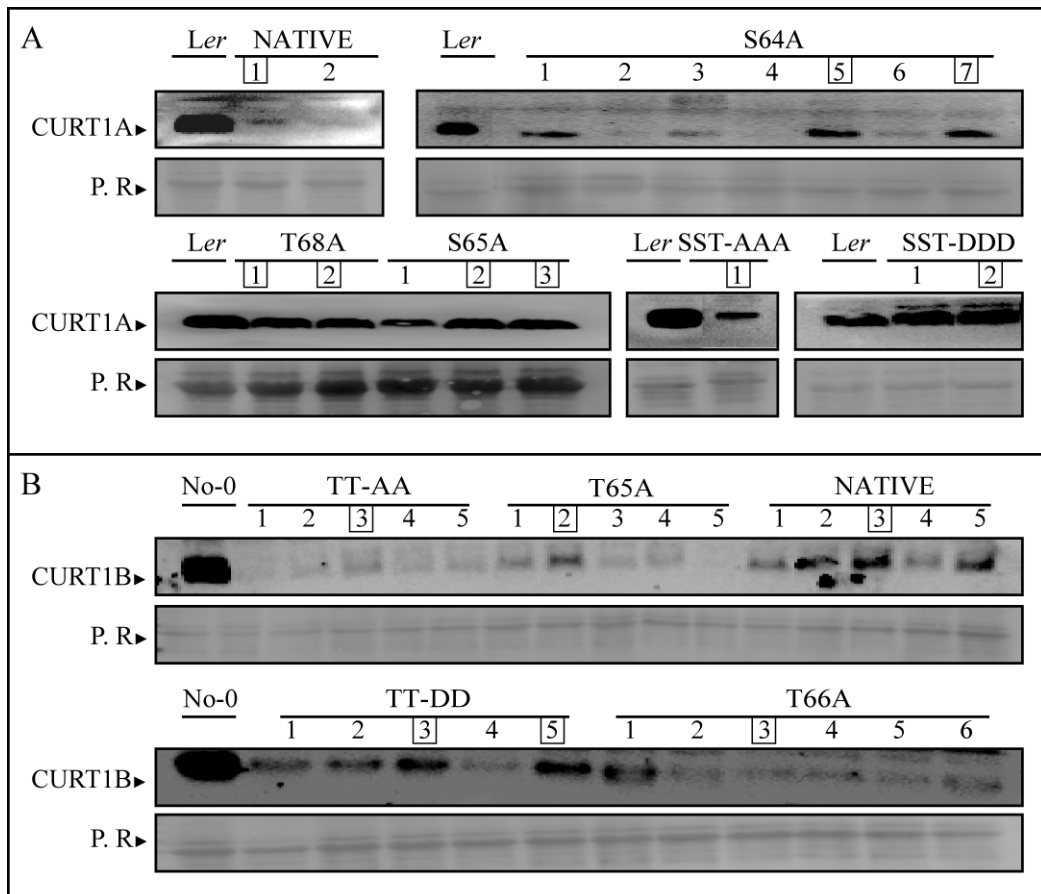 A
Ler NATIVE Ler S64A
1 2 1 2 3 4 5 6 7
CURT1A
P. R
Ler T68A S65A Ler SST-AAA Ler SST-DDD
1 2 1 2 3 1 1 2
CURT1A
P. R
B
No-0 TT-AA T65A NATIVE
1 2 3 4 5 1 2 3 4 5 1 2 3 4 5
CURT1B
P. R
No-0 TT-DD T66A
1 2 3 4 5 1 2 3 4 5 6
CURT1B
P. R